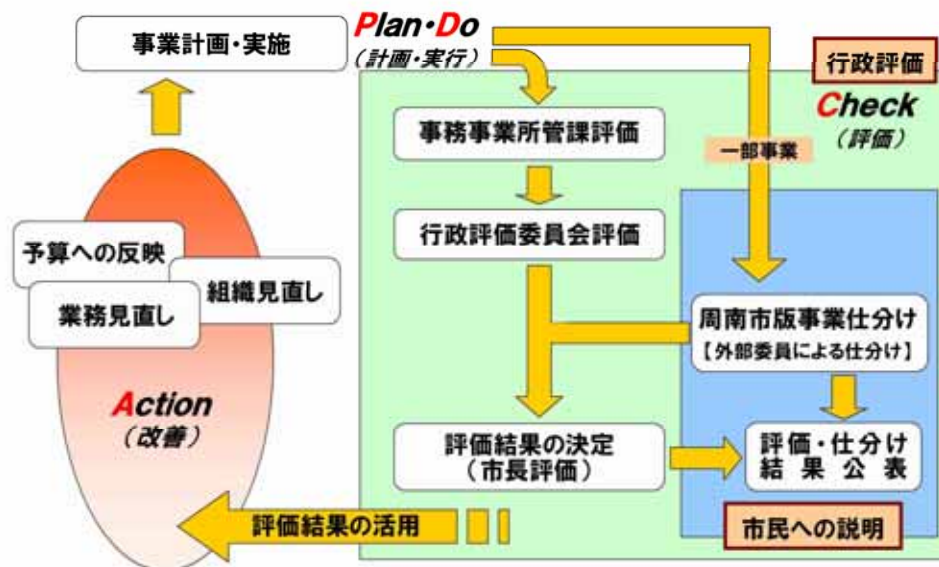 事業計画・実施
Plan・Do
(計画・実行)
行政評価
Check
(評価)
事務事業所管課評価
一部事業
行政評価委員会評価
予算への反映
組織見直し
業務見直し
周南市版事業仕分け
【外部委員による仕分け】
Action
(改善)
評価結果の決定
(市長評価)
評価・仕分け
結果公表
評価結果の活用
市民への説明